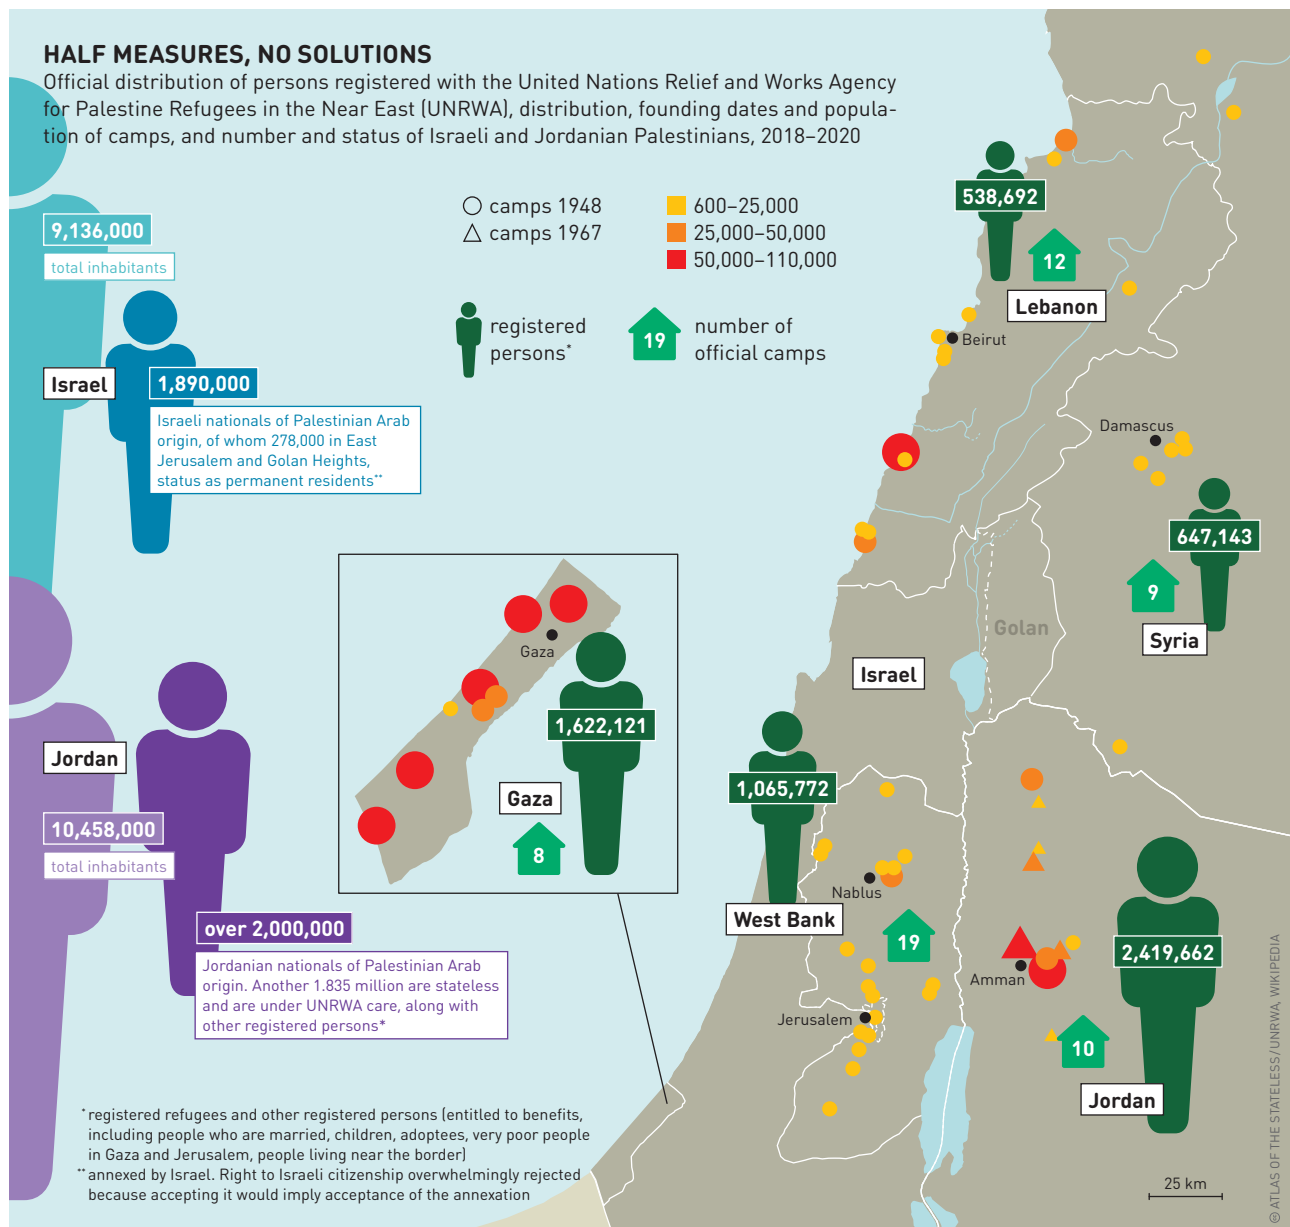 HALF MEASURES, NO SOLUTIONS
Official distribution of persons registered with the United Nations Relief and Works Agency
for Palestine Refugees in the Near East (UNRWA), distribution, founding dates and popula-
tion of camps, and number and status of Israeli and Jordanian Palestinians, 2018–2020
camps 1948
camps 1967
600–25,000
25,000–50,000
50,000–110,000
registered
persons*
19
number of
official camps
9,136,000
total inhabitants
Israel
1,890,000
Israeli nationals of Palestinian Arab
origin, of whom 278,000 in East
Jerusalem and Golan Heights,
status as permanent residents**
Jordan
10,458,000
total inhabitants
over 2,000,000
Jordanian nationals of Palestinian Arab
origin. Another 1.835 million are stateless
and are under UNRWA care, along with
other registered persons*
Gaza
1,622,121
Gaza
8
538,692
12
Lebanon
Beirut
Damascus
647,143
9
Syria
Golan
Israel
1,065,772
Nablus
West Bank
19
Jerusalem
Amman
2,419,662
10
Jordan
25 km
* registered refugees and other registered persons (entitled to benefits,
including people who are married, children, adoptees, very poor people
in Gaza and Jerusalem, people living near the border)
** annexed by Israel. Right to Israeli citizenship overwhelmingly rejected
because accepting it would imply acceptance of the annexation
© ATLAS OF THE STATELESS / UNRWA, WIKIPEDIA